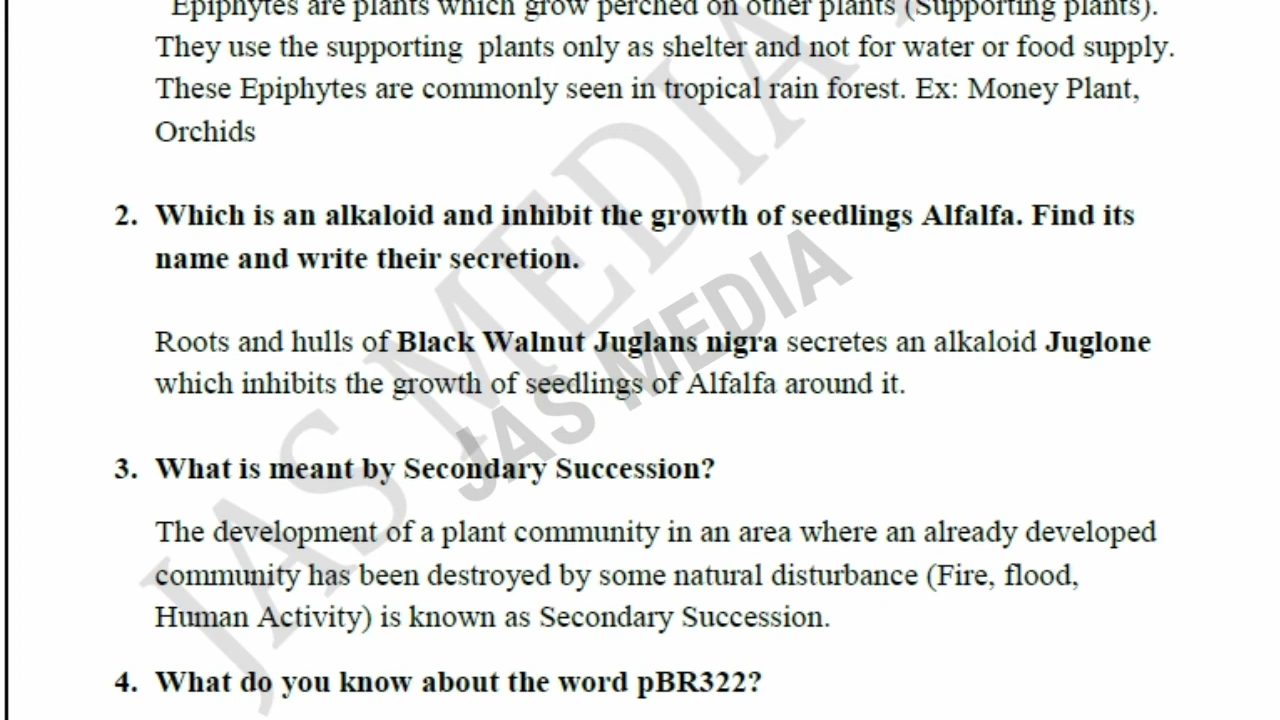 Epiphytes are plants which grow perched on other plants (Supporting plants).
They use the supporting plants only as shelter and not for water or food supply.
These Epiphytes are commonly seen in tropical rain forest. Ex: Money Plant,
Orchids
2. Which is an alkaloid and inhibit the growth of seedlings Alfalfa. Find its
name and write their secretion.
Roots and hulls of Black Walnut Juglans nigra secretes an alkaloid Juglone
which inhibits the growth of seedlings of Alfalfa around it.
3. What is meant by Secondary Succession?
The development of a plant community in an area where an already developed
community has been destroyed by some natural disturbance (Fire, flood,
Human Activity) is known as Secondary Succession.
4. What do you know about the word pBR322?
JAS MEDIA
JAS MEDIA